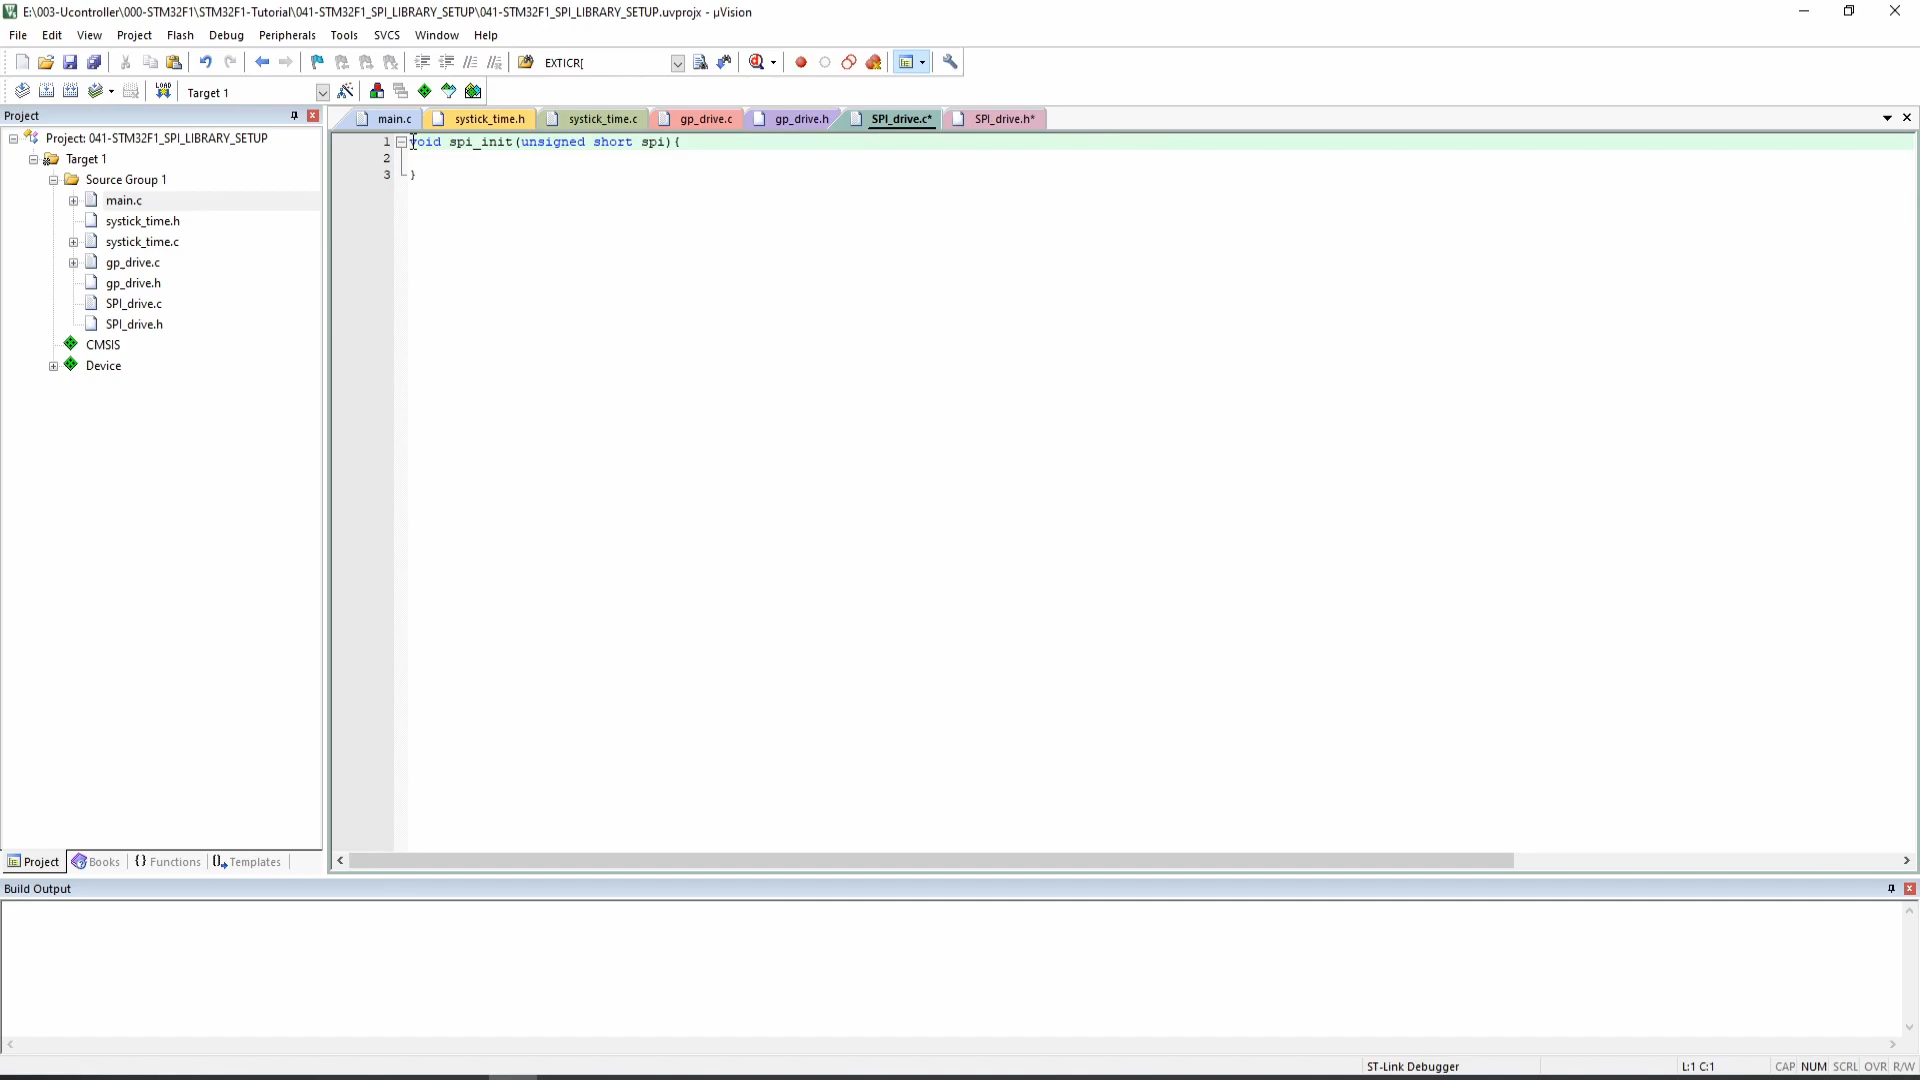 E:\003-Ucontroller\000-STM32F1\STM32F1-Tutorial\041-STM32F1_SPI_LIBRARY_SETUP\041-STM32F1_SPI_LIBRARY_SETUP.uvprojx - µVision
File Edit View Project Flash Debug Peripherals Tools SVCS Window Help
EXTICR[
LOAD Target 1
Project
main.c systick_time.h systick_time.c gp_drive.c gp_drive.h SPI_drive.c* SPI_drive.h*
Project: 041-STM32F1_SPI_LIBRARY_SETUP
Target 1
Source Group 1
main.c
systick_time.h
systick_time.c
gp_drive.c
gp_drive.h
SPI_drive.c
SPI_drive.h
CMSIS
Device
1 void spi_init(unsigned short spi){
2
3 }
Project Books {} Functions Templates
Build Output
ST-Link Debugger L:1 C:1 CAP NUM SCRL OVR R/W